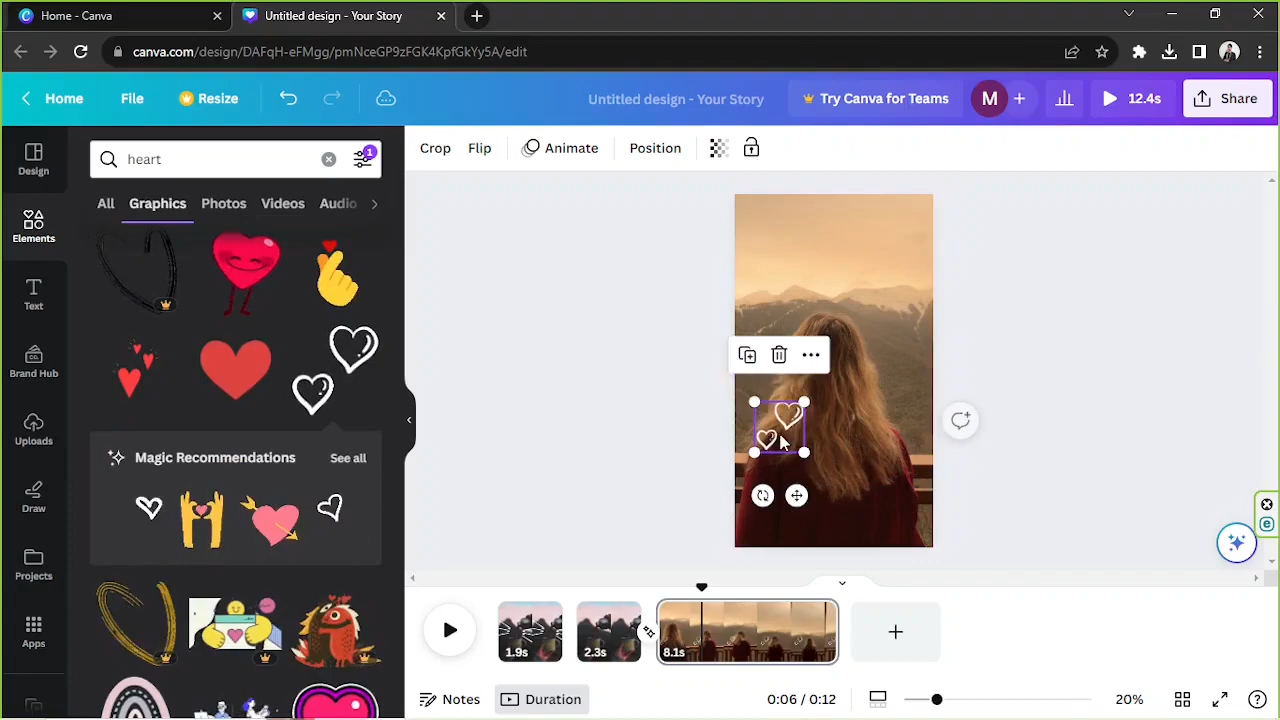 Home - Canva
Untitled design - Your Story
canva.com/design/DAFqH-eFMgg/pmNceGP9zFGK4KpfGkYy5A/edit
Home
File
Resize
Untitled design - Your Story
Try Canva for Teams
M
12.4s
Share
Design
Elements
Text
Brand Hub
CO.
Uploads
Draw
Projects
Apps
heart
1
All
Graphics
Photos
Videos
Audio
Magic Recommendations
See all
Crop
Flip
Animate
Position
1.9s
2.3s
8.1s
Notes
Duration
0:06 / 0:12
20%